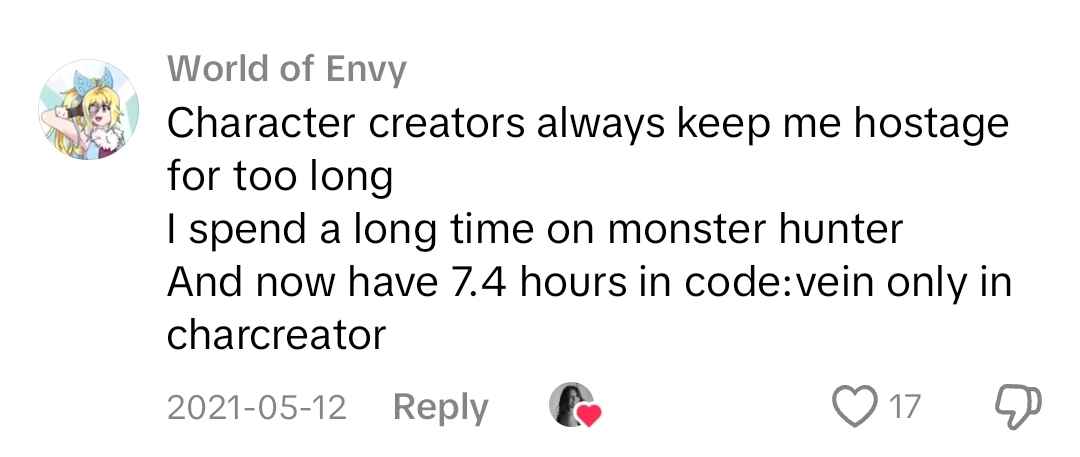 World of Envy
Character creators always keep me hostage
for too long
I spend a long time on monster hunter
And now have 7.4 hours in code:vein only in
charcreator
2021-05-12 Reply 17